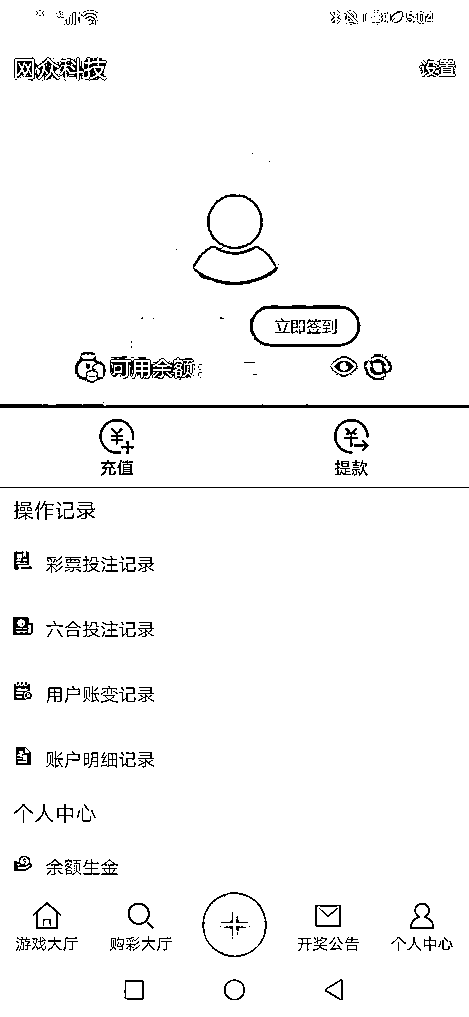 网众科技
设置
立即签到
可用余额:
充值
提款
操作记录
彩票投注记录
六合投注记录
用户账变记录
账户明细记录
个人中心
余额生金
游戏大厅
购彩大厅
开奖公告
个人中心